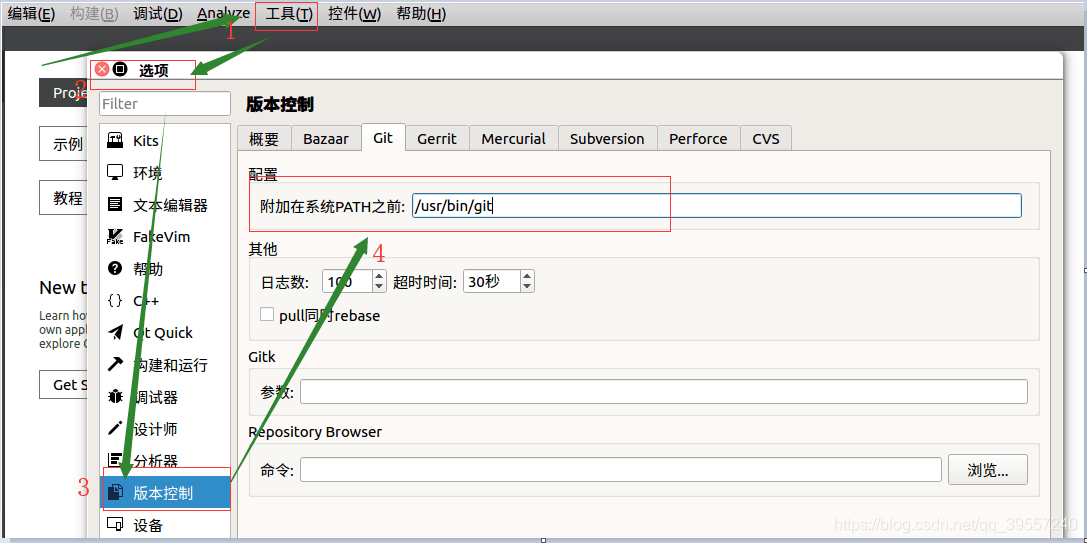 编辑(E) 构建(B) 调试(D) Analyze 工具(T) 控件(W) 帮助(H)
1
选项
2
Proje
Filter
版本控制
概要 Bazaar Git Gerrit Mercurial Subversion Perforce CVS
示例
教程
New t
Learn how
own appl
explore
Get S
Kits
环境
文本编辑器
FakeVim
帮助
C++
Qt Quick
构建和运行
调试器
设计师
分析器
3
版本控制
设备
配置
附加在系统PATH之前: /usr/bin/git
4
其他
日志数: 100 超时时间: 30秒
pull同时rebase
Gitk
参数:
Repository Browser
命令: 浏览...
https://blog.csdn.net/qq_39557240